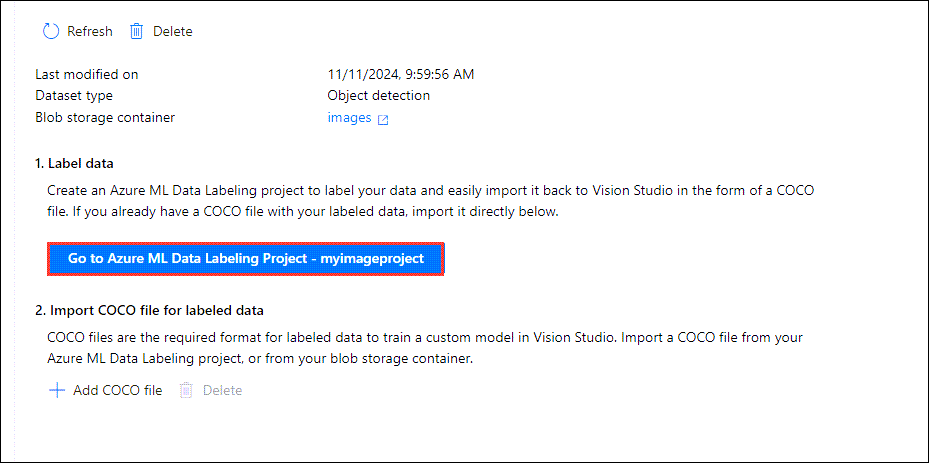 Refresh Delete
Last modified on 11/11/2024, 9:59:56 AM
Dataset type Object detection
Blob storage container images
1. Label data
Create an Azure ML Data Labeling project to label your data and easily import it back to Vision Studio in the form of a COCO
file. If you already have a COCO file with your labeled data, import it directly below.
Go to Azure ML Data Labeling Project - myimageproject
2. Import COCO file for labeled data
COCO files are the required format for labeled data to train a custom model in Vision Studio. Import a COCO file from your
Azure ML Data Labeling project, or from your blob storage container.
Add COCO file Delete